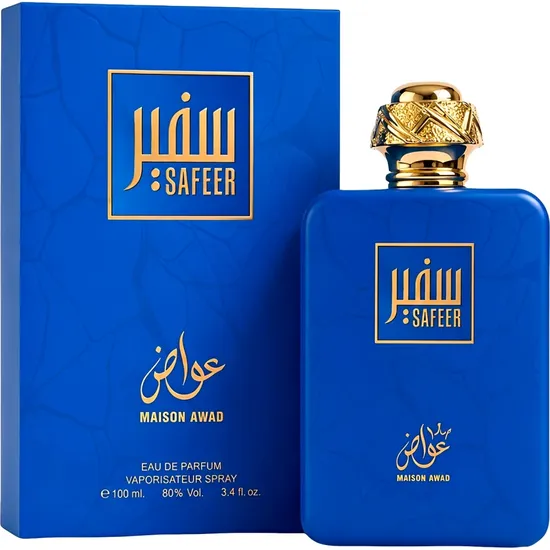 سفير
SAFEER
عواض
MAISON AWAD
EAU DE PARFUM
VAPORISATEUR SPRAY
℮ 100 ml. 80% Vol. 3.4 fl. oz.
سفير
SAFEER
عواض
MAISON AWAD